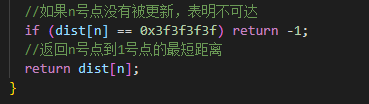 //如果n号点没有被更新，表明不可达
if (dist[n] == 0x3f3f3f3f) return -1;
//返回n号点到1号点的最短距离
return dist[n];
}